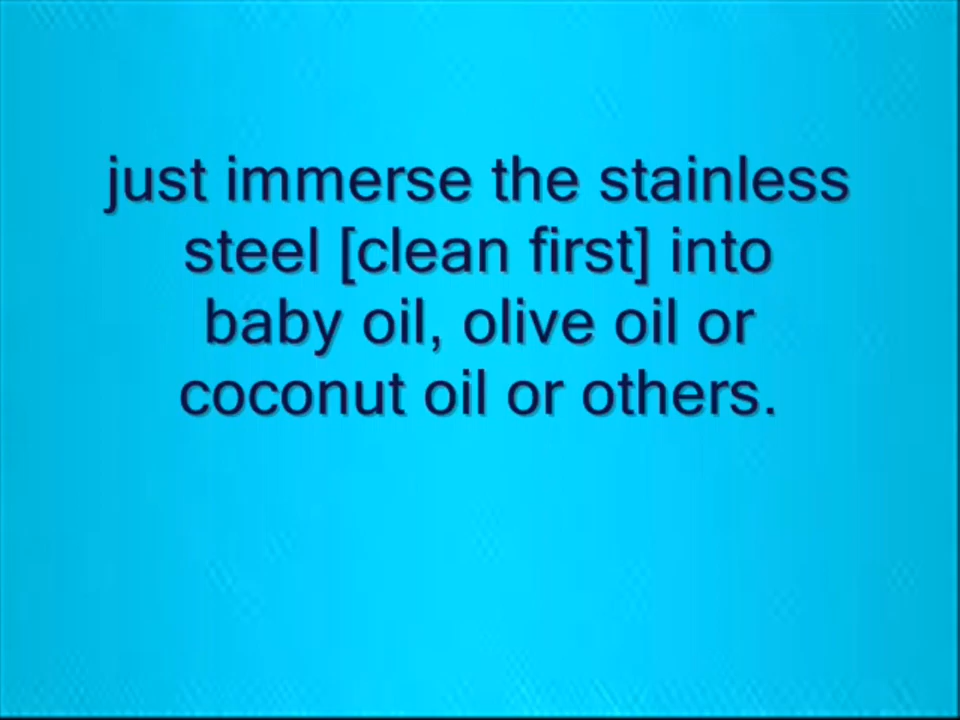 just immerse the stainless
steel [clean first] into
baby oil, olive oil or
coconut oil or others.